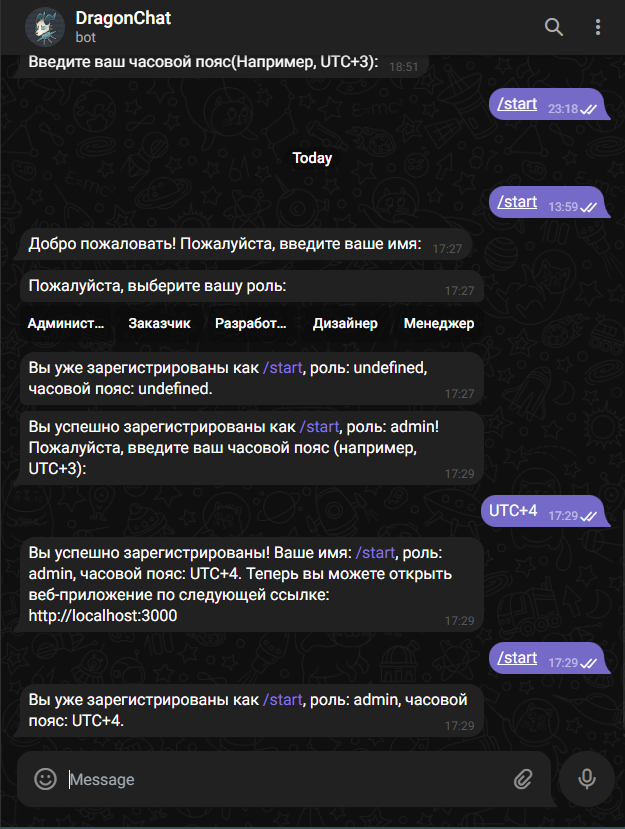 DragonChat
bot
Введите ваш часовой пояс(Например, UTC+3): 18:51
/start 23:18
Today
/start 13:59
Добро пожаловать! Пожалуйста, введите ваше имя: 17:27
Пожалуйста, выберите вашу роль: 17:27
Админист... Заказчик Разработ... Дизайнер Менеджер
Вы уже зарегистрированы как /start, роль: undefined,
часовой пояс: undefined. 17:27
Вы успешно зарегистрированы как /start, роль: admin!
Пожалуйста, введите ваш часовой пояс (например,
UTC+3): 17:29
UTC+4 17:29
Вы успешно зарегистрированы! Ваше имя: /start, роль:
admin, часовой пояс: UTC+4. Теперь вы можете открыть
веб-приложение по следующей ссылке:
http://localhost:3000 17:29
/start 17:29
Вы уже зарегистрированы как /start, роль: admin, часовой
пояс: UTC+4. 17:29
Message